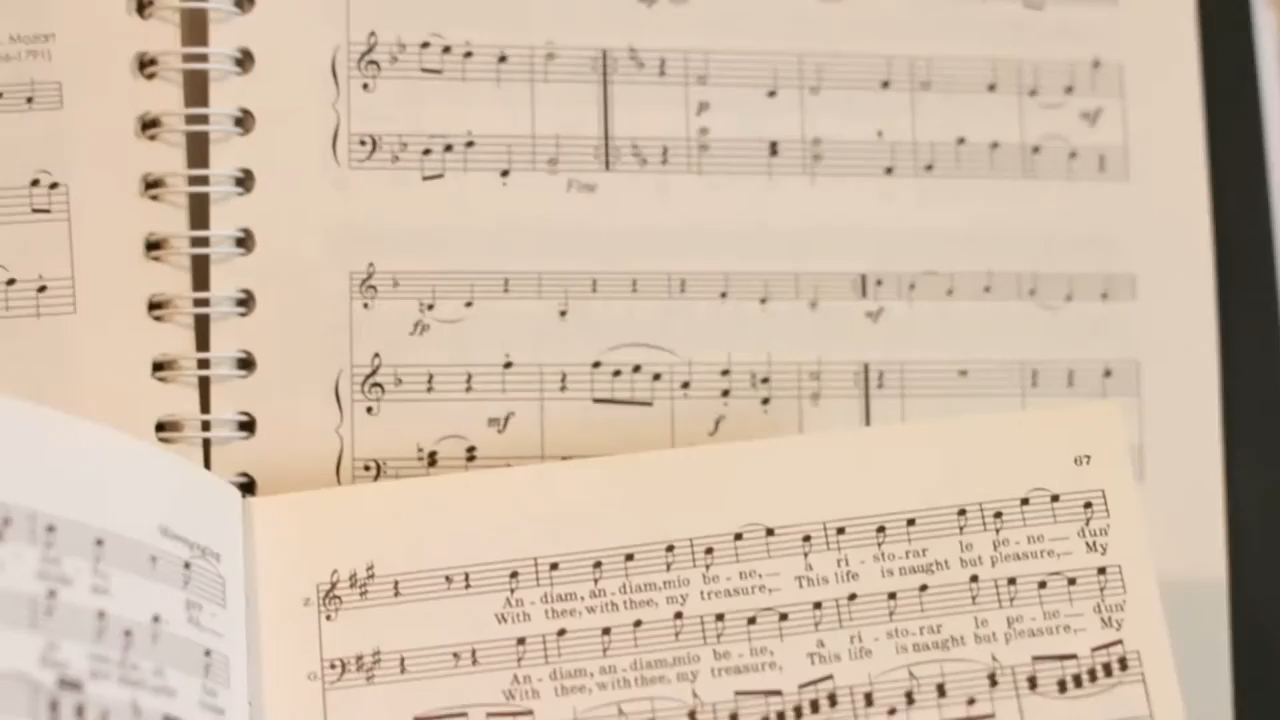 . Mozart
-1791)
p
mf
Fine
fp
mf
mf
f
67
Z.
An - diam, an - diam, mio be - ne, a ri - sto-rar le pe - ne dun'
With thee, with thee, my treasure, This life is naught but pleasure, My
G.
An - diam, an - diam, mio be - ne, a ri - sto-rar le pe - ne dun'
With thee, with thee, my treasure, This life is naught but pleasure, My